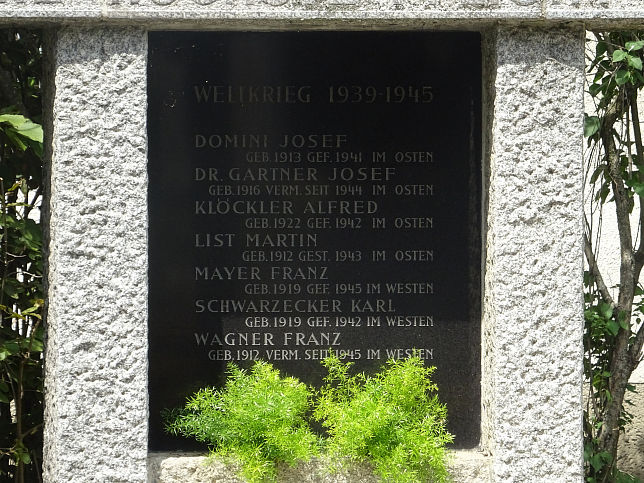 WELTKRIEG 1939-1945
DOMINI JOSEF
GEB. 1913 GEF. 1941 IM OSTEN
DR. GARTNER JOSEF
GEB. 1916 VERM. SEIT 1944 IM OSTEN
KLÖCKLER ALFRED
GEB. 1922 GEF. 1942 IM OSTEN
LIST MARTIN
GEB. 1912 GEST. 1943 IM OSTEN
MAYER FRANZ
GEB. 1919 GEF. 1945 IM WESTEN
SCHWARZECKER KARL
GEB. 1919 GEF. 1942 IM WESTEN
WAGNER FRANZ
GEB. 1912 VERM. SEIT 1945 IM WESTEN